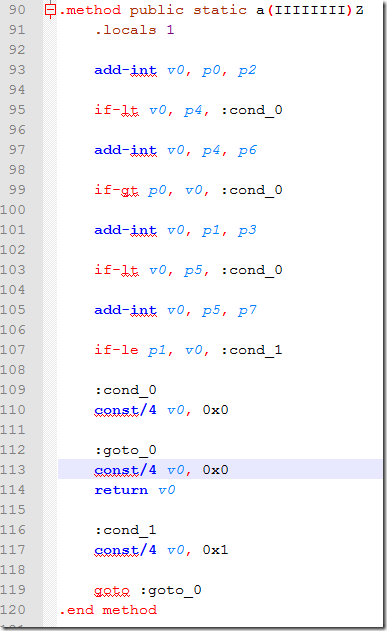 90 .method public static a(IIIIIIII)Z
91 .locals 1
92
93 add-int v0, p0, p2
94
95 if-lt v0, p4, :cond_0
96
97 add-int v0, p4, p6
98
99 if-gt p0, v0, :cond_0
100
101 add-int v0, p1, p3
102
103 if-lt v0, p5, :cond_0
104
105 add-int v0, p5, p7
106
107 if-le p1, v0, :cond_1
108
109 :cond_0
110 const/4 v0, 0x0
111
112 :goto_0
113 const/4 v0, 0x0
114 return v0
115
116 :cond_1
117 const/4 v0, 0x1
118
119 goto :goto_0
120 .end method